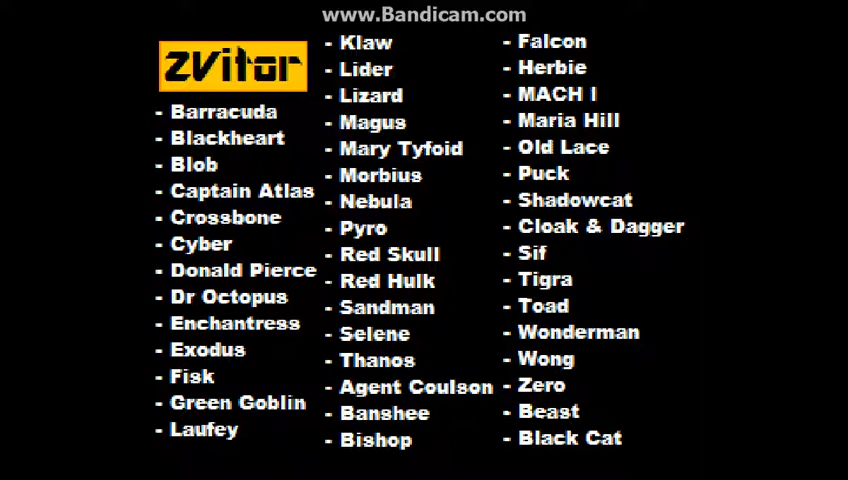 www.Bandicam.com
ZVitor
- Barracuda
- Blackheart
- Blob
- Captain Atlas
- Crossbone
- Cyber
- Donald Pierce
- Dr Octopus
- Enchantress
- Exodus
- Fisk
- Green Goblin
- Laufey
- Klaw
- Lider
- Lizard
- Magus
- Mary Tyfoid
- Morbius
- Nebula
- Pyro
- Red Skull
- Red Hulk
- Sandman
- Selene
- Thanos
- Agent Coulson
- Banshee
- Bishop
- Falcon
- Herbie
- MACH I
- Maria Hill
- Old Lace
- Puck
- Shadowcat
- Cloak & Dagger
- Sif
- Tigra
- Toad
- Wonderman
- Wong
- Zero
- Beast
- Black Cat